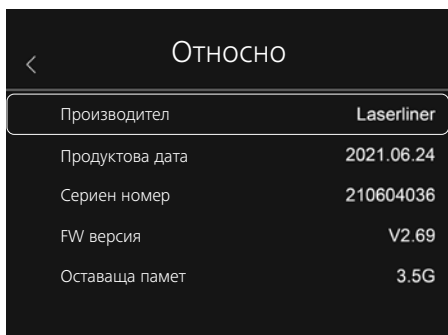 Относно
Производител Laserliner
Продуктова дата 2021.06.24
Сериен номер 210604036
FW версия V2.69
Оставаща памет 3.5G